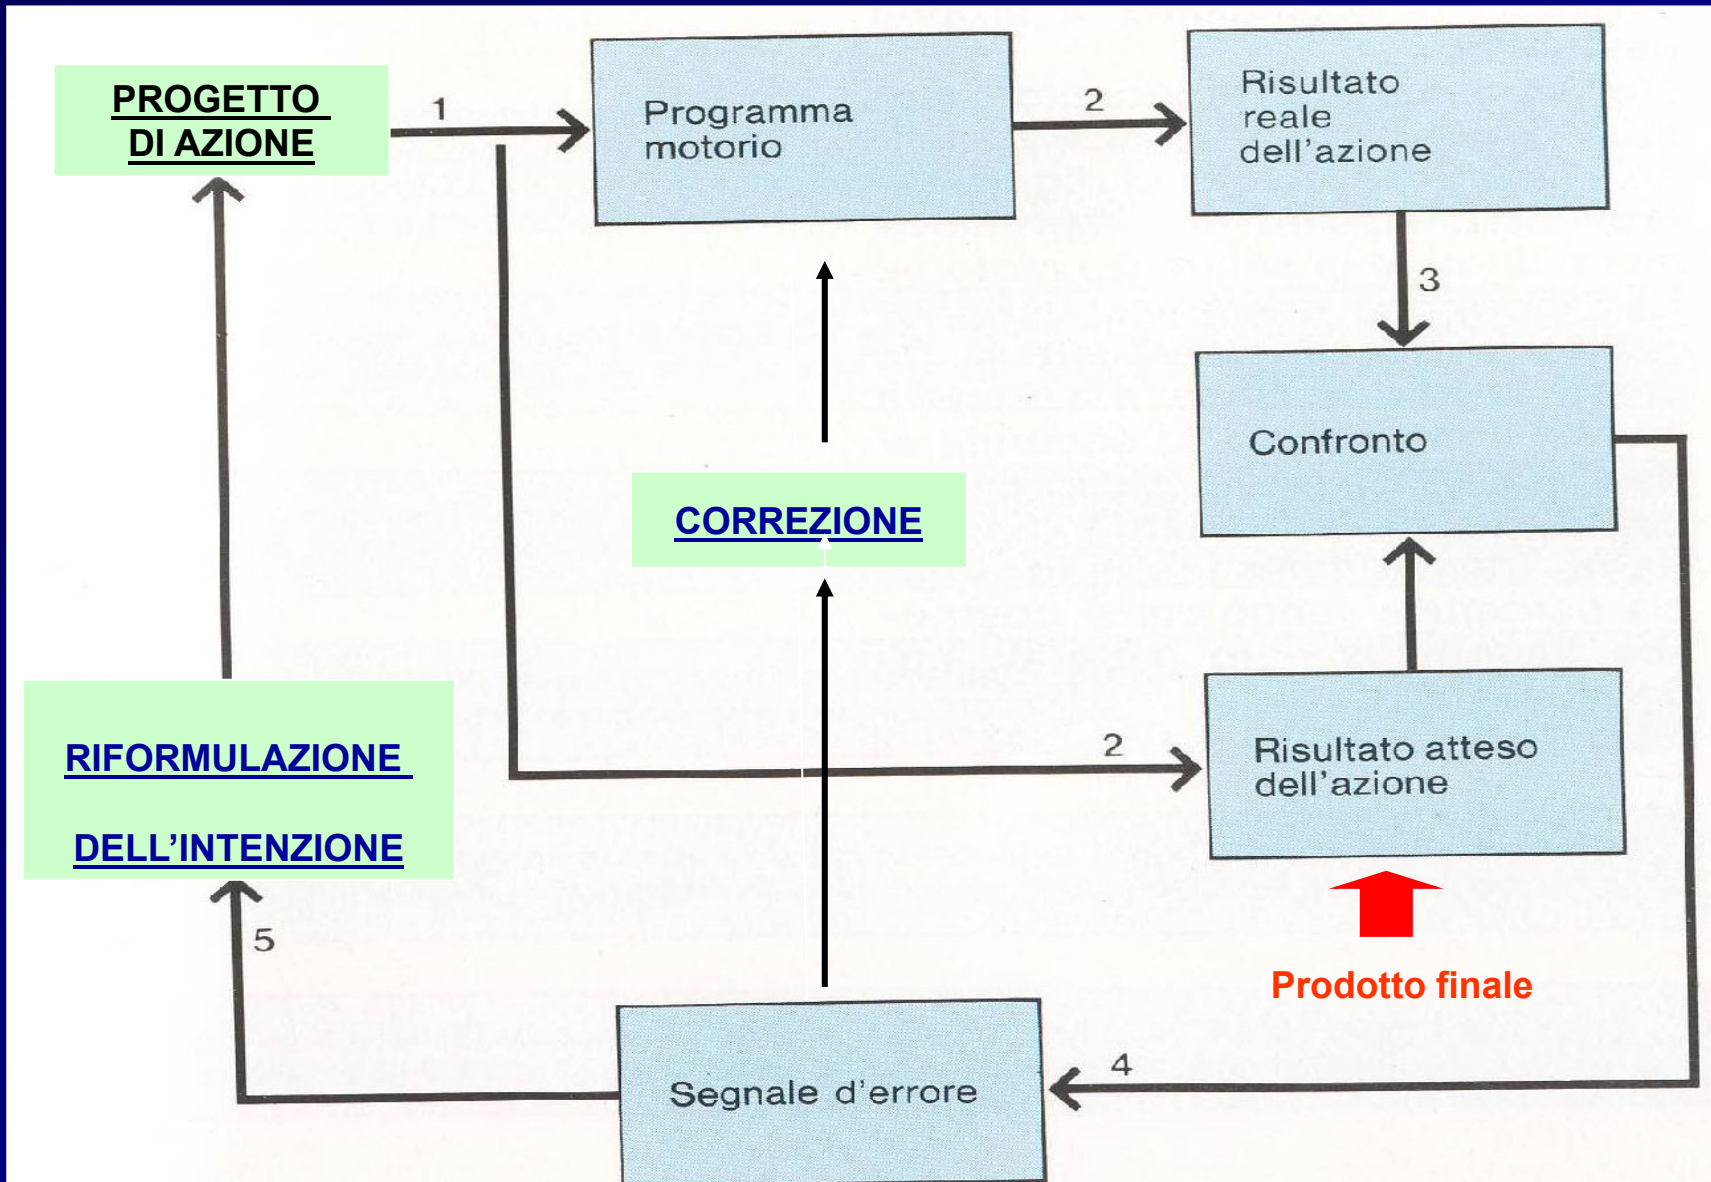 PROGETTO
DI AZIONE
1
Programma
motorio
2
Risultato
reale
dell'azione
3
Confronto
CORREZIONE
RIFORMULAZIONE
DELL’INTENZIONE
2
Risultato atteso
dell'azione
Prodotto finale
5
4
Segnale d'errore